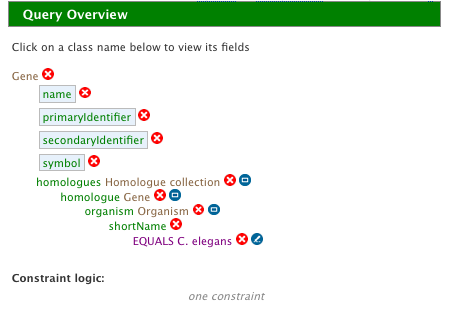 Query Overview
Click on a class name below to view its fields
Gene
name
primaryIdentifier
secondaryIdentifier
symbol
homologues Homologue collection
homologue Gene
organism Organism
shortName
EQUALS C. elegans
Constraint logic:
one constraint